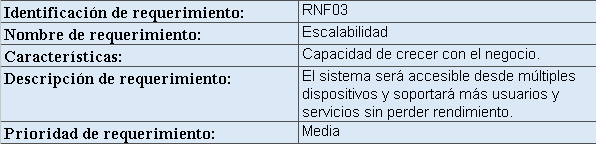 Identificación de requerimiento: RNF03
Nombre de requerimiento: Escalabilidad
Características: Capacidad de crecer con el negocio.
Descripción de requerimiento: El sistema será accesible desde múltiples
dispositivos y soportará más usuarios y
servicios sin perder rendimiento.
Prioridad de requerimiento: Media